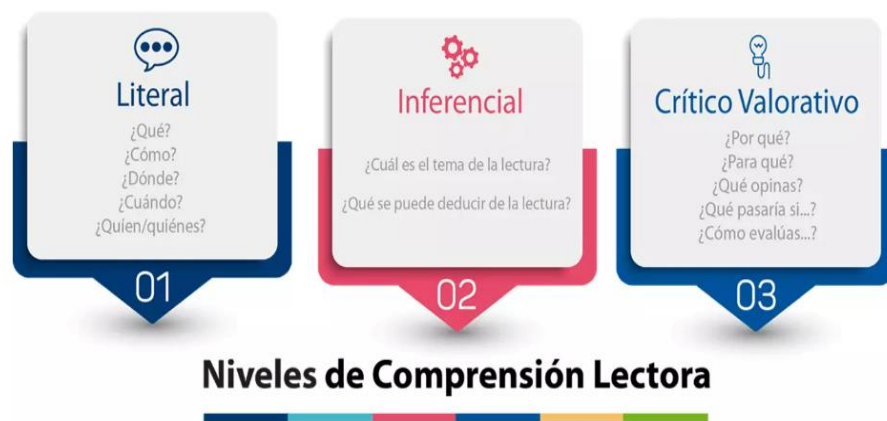 Literal
¿Qué?
¿Cómo?
¿Dónde?
¿Cuándo?
¿Quíen/quiénes?
01
Inferencial
¿Cuál es el tema de la lectura?
¿Qué se puede deducir de la lectura?
02
Crítico Valorativo
¿Por qué?
¿Para qué?
¿Qué opinas?
¿Qué pasaría si...?
¿Cómo evalúas...?
03
Niveles de Comprensión Lectora